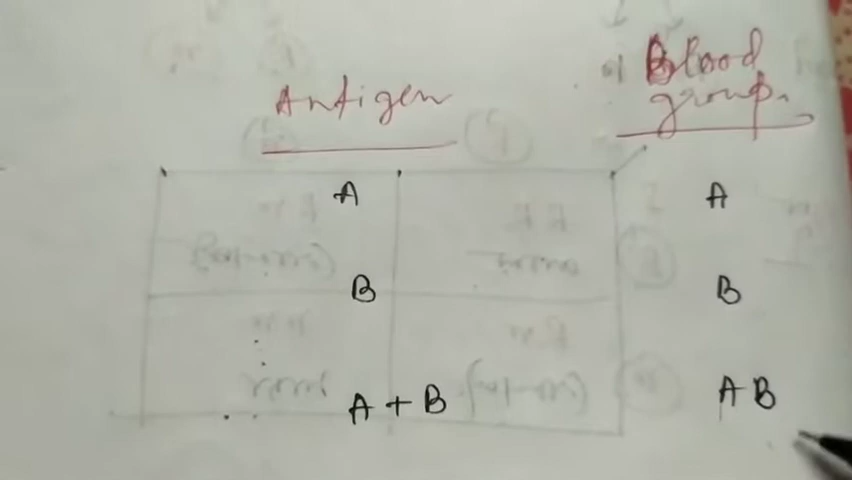 Antigen
Blood
group.
A A
B B
A + B AB